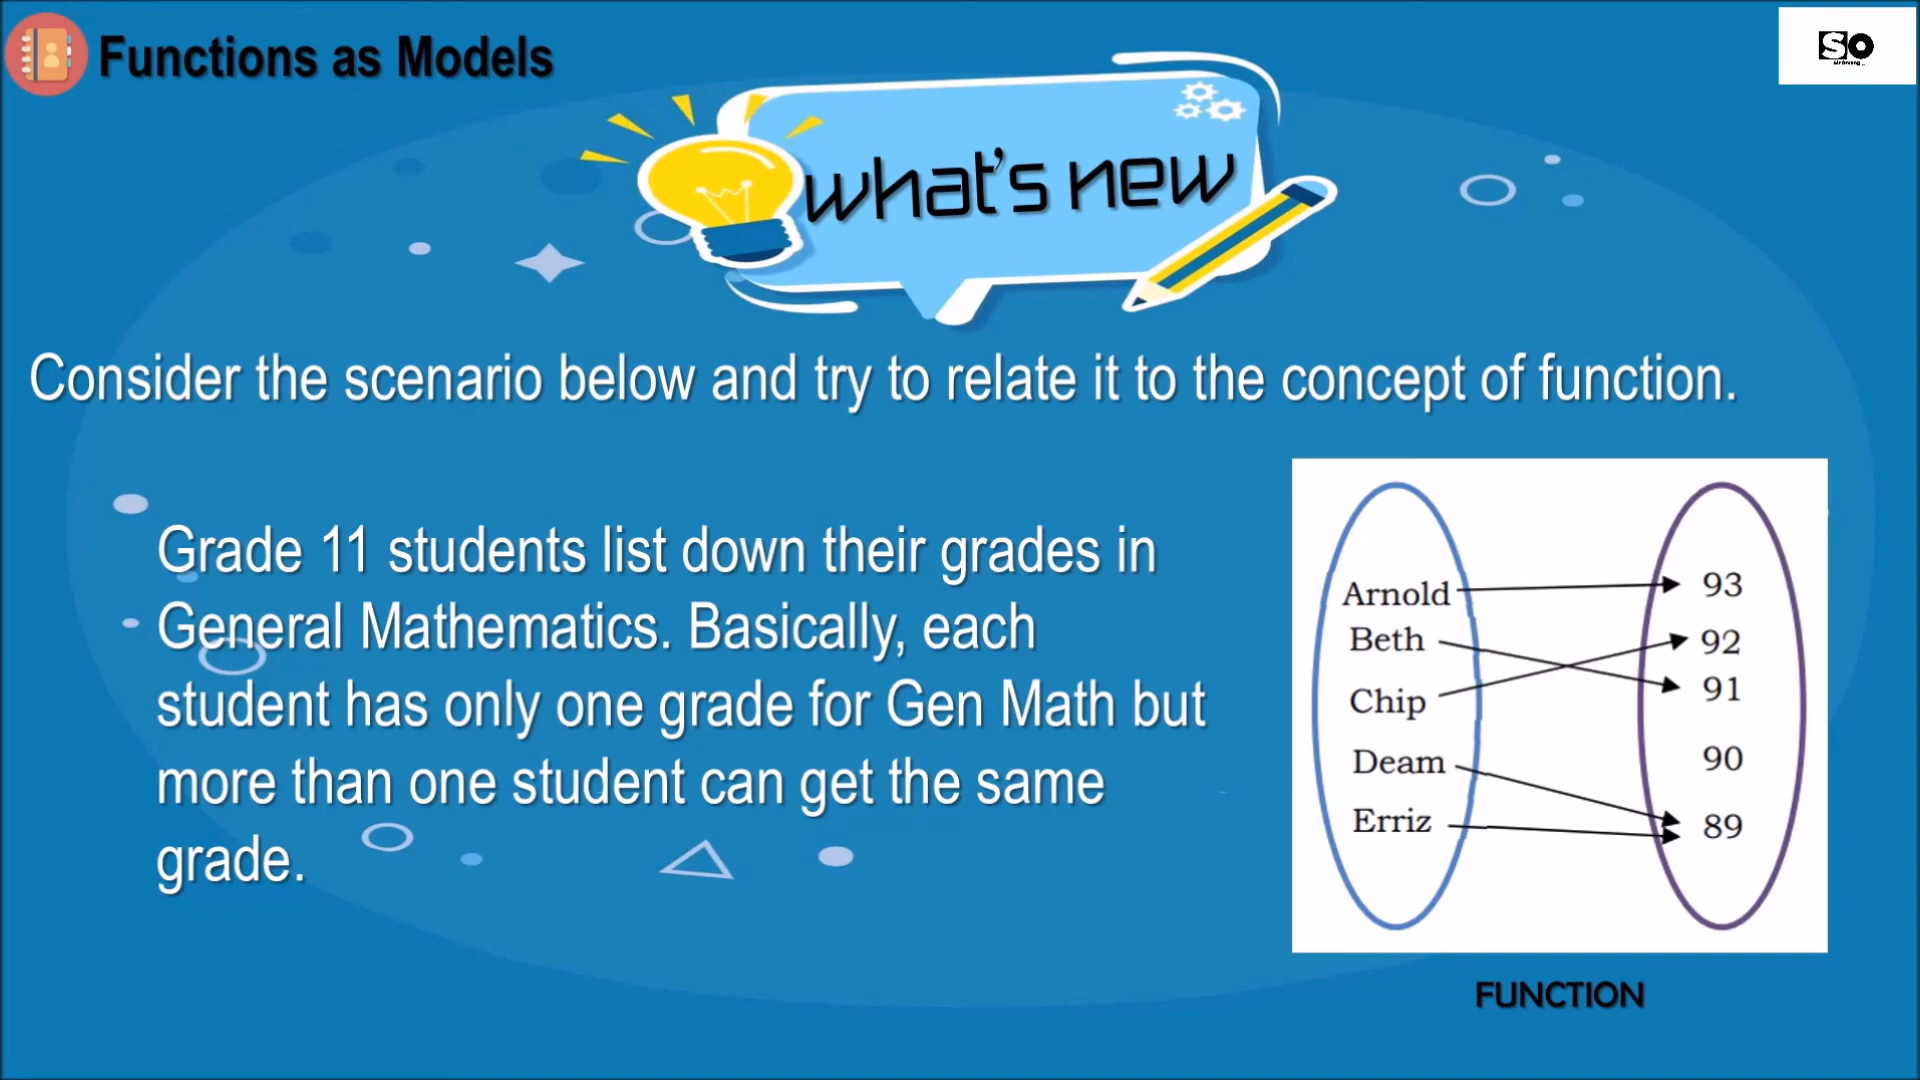 Functions as Models
SO
what's new
Consider the scenario below and try to relate it to the concept of function.
Grade 11 students list down their grades in
General Mathematics. Basically, each
student has only one grade for Gen Math but
more than one student can get the same
grade.
Arnold
Beth
Chip
Deam
Erriz
93
92
91
90
89
FUNCTION